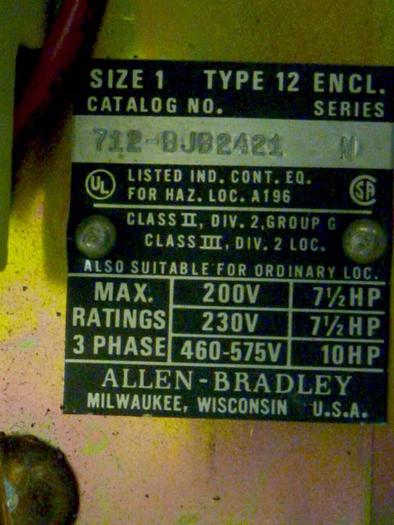 SIZE 1 TYPE 12 ENCL.
CATALOG NO. SERIES
712-BJB2421 N
UL LISTED IND. CONT. EQ. SA
FOR HAZ. LOC. A196
CLASS II, DIV. 2, GROUP G
CLASS III, DIV. 2 LOC.
ALSO SUITABLE FOR ORDINARY LOC.
MAX. 200V 7½HP
RATINGS 230V 7½HP
3 PHASE 460-575V 10HP
ALLEN-BRADLEY
MILWAUKEE, WISCONSIN U.S.A.